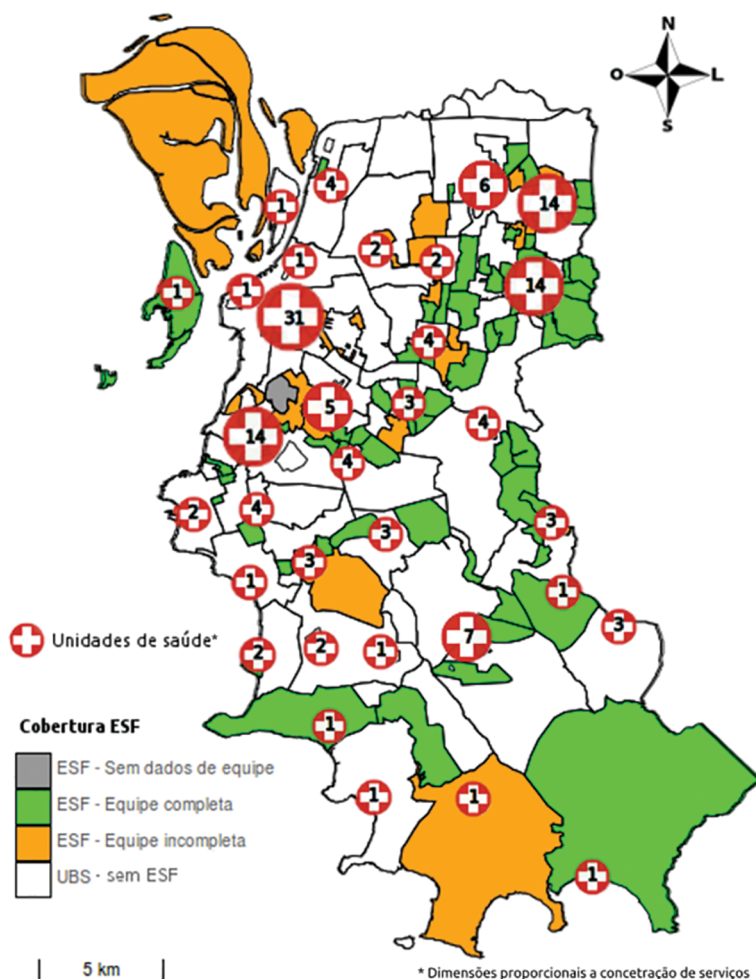 N
O
L
S
6
4
14
1
2
1
2
1
1
14
31
4
3
5
4
14
4
2
4
3
3
3
1
1
3
Unidades de saúde*
7
2
2
1
Cobertura ESF
1
ESF - Sem dados de equipe
ESF - Equipe completa
1
1
ESF - Equipe incompleta
UBS - sem ESF
1
5 km
* Dimensões proporcionais a concetração de serviços